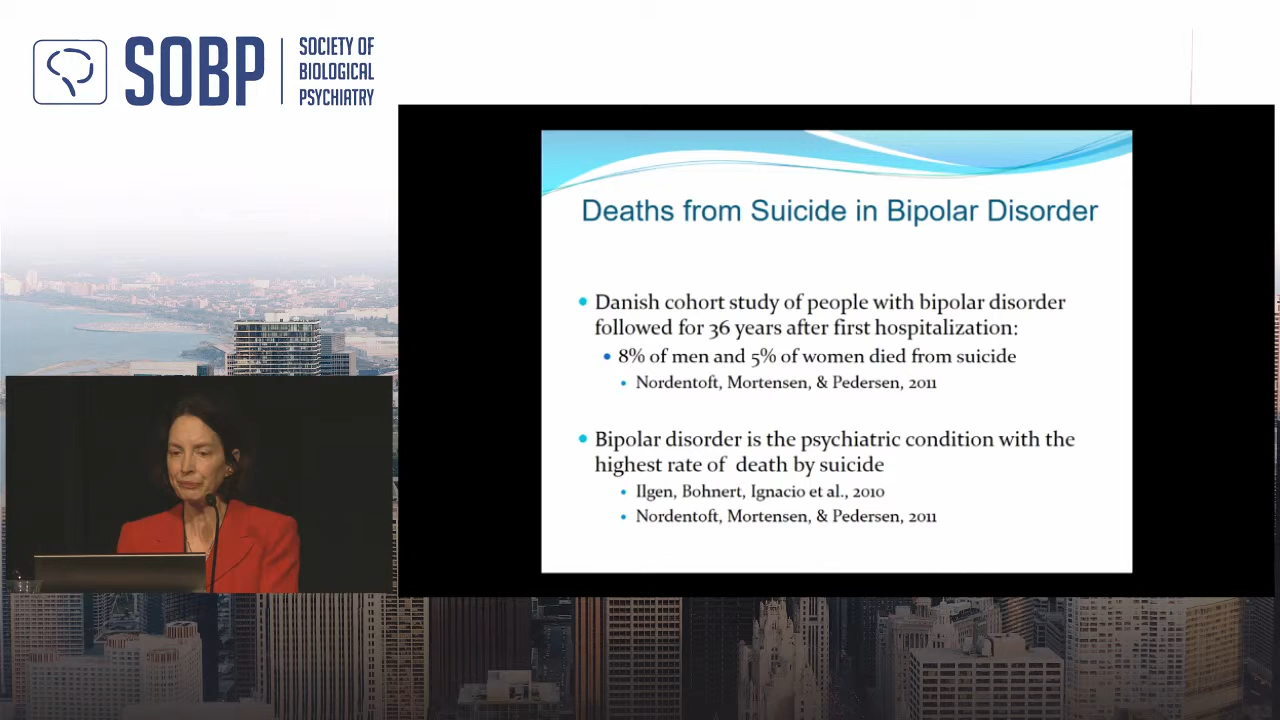 SOBP
SOCIETY OF
BIOLOGICAL
PSYCHIATRY
Deaths from Suicide in Bipolar Disorder
• Danish cohort study of people with bipolar disorder
followed for 36 years after first hospitalization:
• 8% of men and 5% of women died from suicide
• Nordentoft, Mortensen, & Pedersen, 2011
• Bipolar disorder is the psychiatric condition with the
highest rate of death by suicide
• Ilgen, Bohnert, Ignacio et al., 2010
• Nordentoft, Mortensen, & Pedersen, 2011